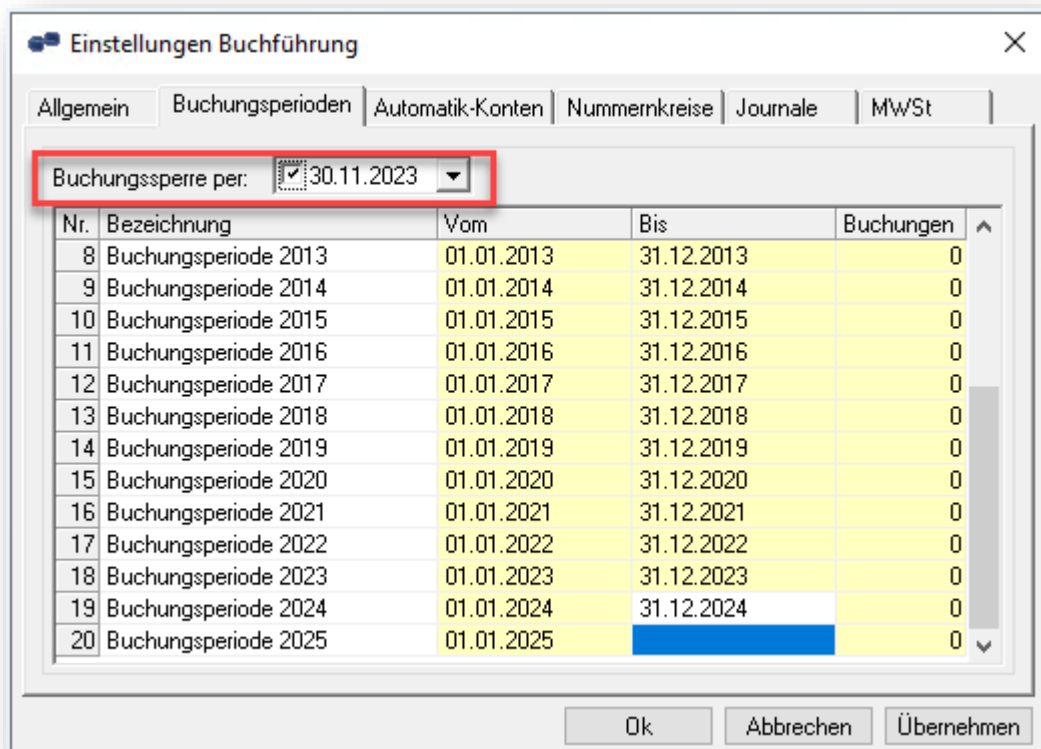 Einstellungen Buchführung
Allgemein Buchungsperioden Automatik-Konten Nummernkreise Journale MWSt
Buchungssperre per: 30.11.2023
Nr. Bezeichnung Vom Bis Buchungen
8 Buchungsperiode 2013 01.01.2013 31.12.2013 0
9 Buchungsperiode 2014 01.01.2014 31.12.2014 0
10 Buchungsperiode 2015 01.01.2015 31.12.2015 0
11 Buchungsperiode 2016 01.01.2016 31.12.2016 0
12 Buchungsperiode 2017 01.01.2017 31.12.2017 0
13 Buchungsperiode 2018 01.01.2018 31.12.2018 0
14 Buchungsperiode 2019 01.01.2019 31.12.2019 0
15 Buchungsperiode 2020 01.01.2020 31.12.2020 0
16 Buchungsperiode 2021 01.01.2021 31.12.2021 0
17 Buchungsperiode 2022 01.01.2022 31.12.2022 0
18 Buchungsperiode 2023 01.01.2023 31.12.2023 0
19 Buchungsperiode 2024 01.01.2024 31.12.2024 0
20 Buchungsperiode 2025 01.01.2025 0
Ok Abbrechen Übernehmen